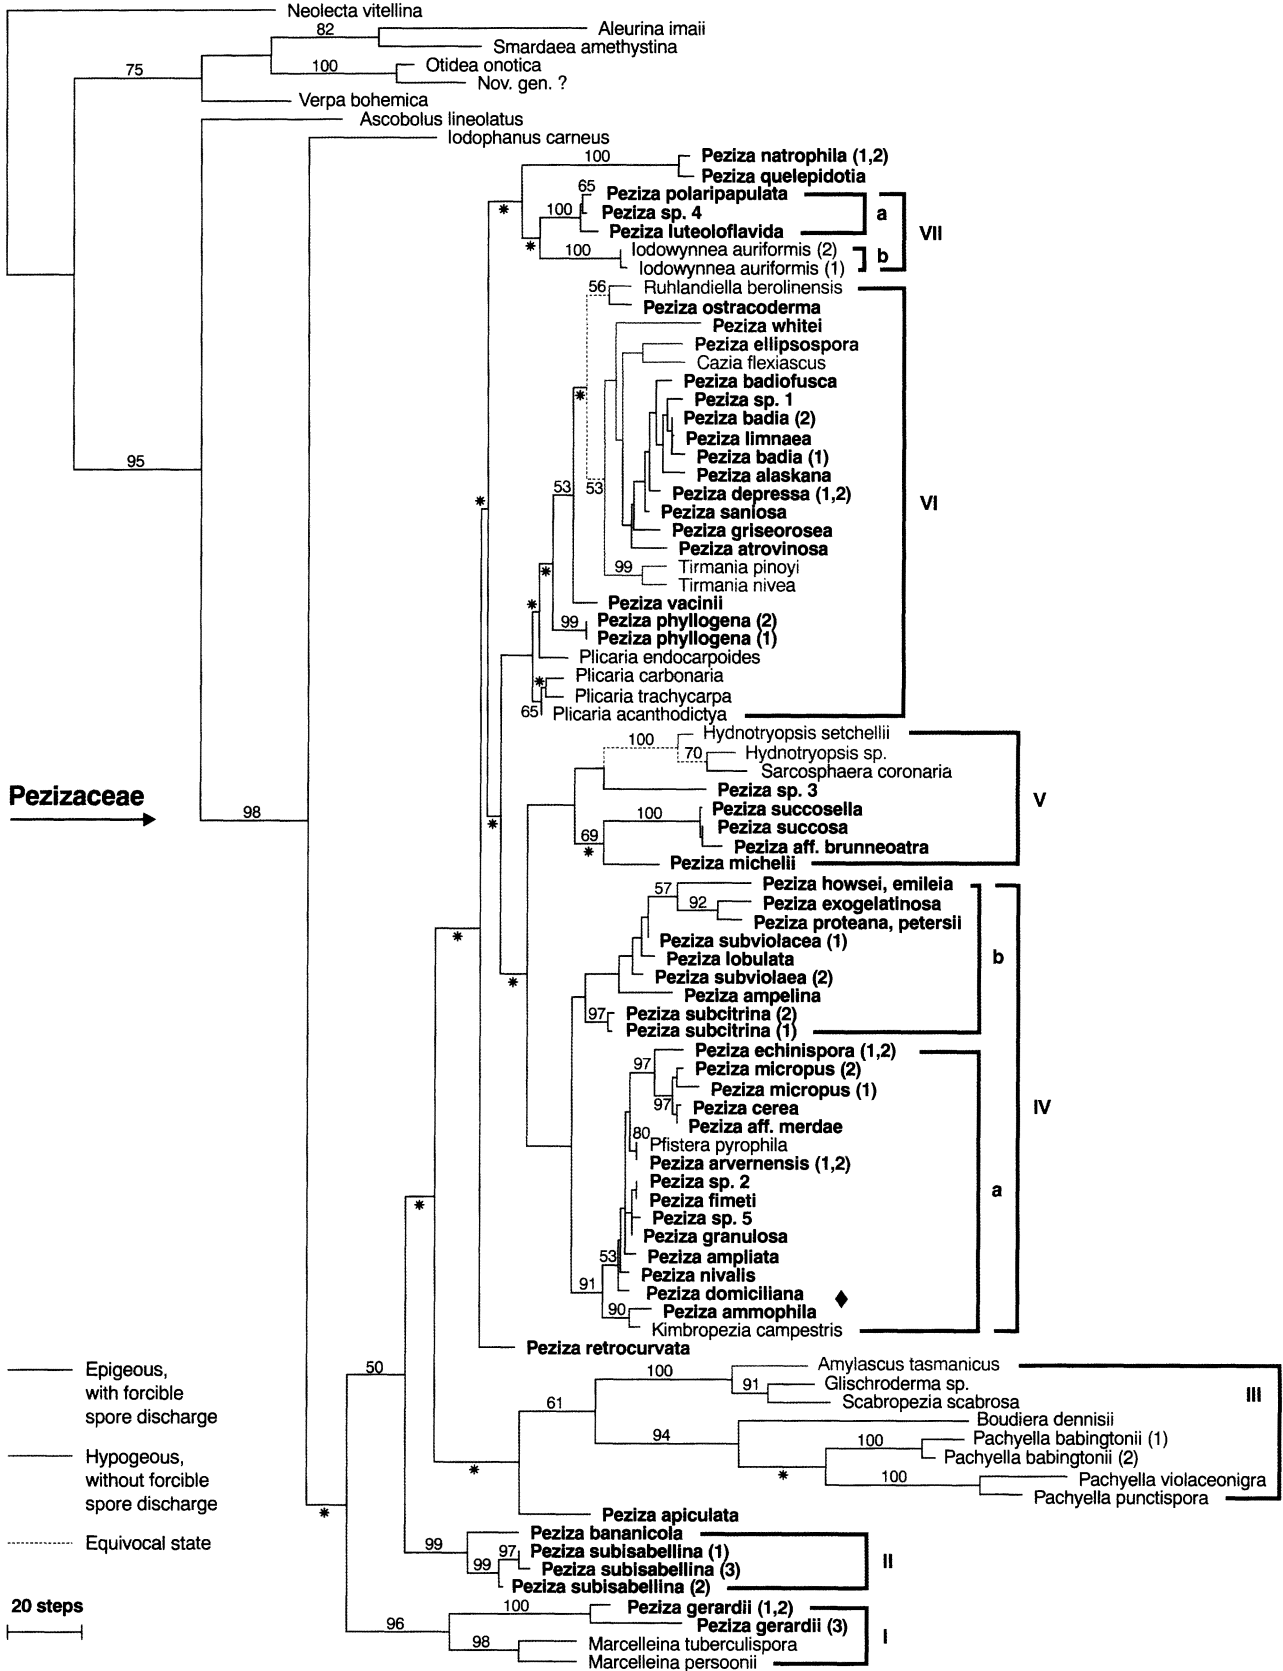 Neolecta vitellina
82
Aleurina imaii
Smardaea amethystina
75
100
Otidea onotica
Nov. gen. ?
Verpa bohemica
Ascobolus lineolatus
Iodophanus carneus
100
Peziza natrophila (1,2)
Peziza quelepidotia
*
65
Peziza polaripapulata
100
Peziza sp. 4
a
Peziza luteoloflavida
VII
*
100
Iodowynnea auriformis (2)
b
Iodowynnea auriformis (1)
56
Ruhlandiella berolinensis
Peziza ostracoderma
Peziza whitei
Peziza ellipsospora
Cazia flexiascus
Peziza badiofusca
*
Peziza sp. 1
Peziza badia (2)
Peziza limnaea
95
Peziza badia (1)
Peziza alaskana
53
53
Peziza depressa (1,2)
*
VI
Peziza saniosa
Peziza griseorosea
Peziza atrovinosa
*
99
Tirmania pinoyi
Tirmania nivea
*
Peziza vacinii
99
Peziza phyllogena (2)
Peziza phyllogena (1)
Plicaria endocarpoides
*
Plicaria carbonaria
Plicaria trachycarpa
65
Plicaria acanthodictya
100
Hydnotryopsis setchellii
70
Hydnotryopsis sp.
Sarcosphaera coronaria
Pezizaceae
Peziza sp. 3
V
98
100
Peziza succosella
*
Peziza succosa
69
*
Peziza aff. brunneoatra
Peziza michelii
57
Peziza howsei, emileia
92
Peziza exogelatinosa
Peziza proteana, petersii
*
Peziza subviolacea (1)
b
Peziza lobulata
*
Peziza subviolaea (2)
Peziza ampelina
97
Peziza subcitrina (2)
Peziza subcitrina (1)
Peziza echinispora (1,2)
97
Peziza micropus (2)
Peziza micropus (1)
97
Peziza cerea
IV
Peziza aff. merdae
80
Pfistera pyrophila
Peziza arvernensis (1,2)
Peziza sp. 2
a
*
Peziza fimeti
Peziza sp. 5
Peziza granulosa
53
Peziza ampliata
Peziza nivalis
91
Peziza domiciliana
♦
90
Peziza ammophila
Kimbropezia campestris
Peziza retrocurvata
Epigeous,
with forcible
spore discharge
50
100
Amylascus tasmanicus
91
Glischroderma sp.
III
Scabropezia scabrosa
61
Boudiera dennisii
94
100
Pachyella babingtonii (1)
Pachyella babingtonii (2)
Hypogeous,
without forcible
spore discharge
*
*
100
Pachyella violaceonigra
Pachyella punctispora
*
Peziza apiculata
Equivocal state
99
Peziza bananicola
97
Peziza subisabellina (1)
II
99
Peziza subisabellina (3)
Peziza subisabellina (2)
20 steps
100
Peziza gerardii (1,2)
96
Peziza gerardii (3)
I
98
Marcelleina tuberculispora
Marcelleina persoonii